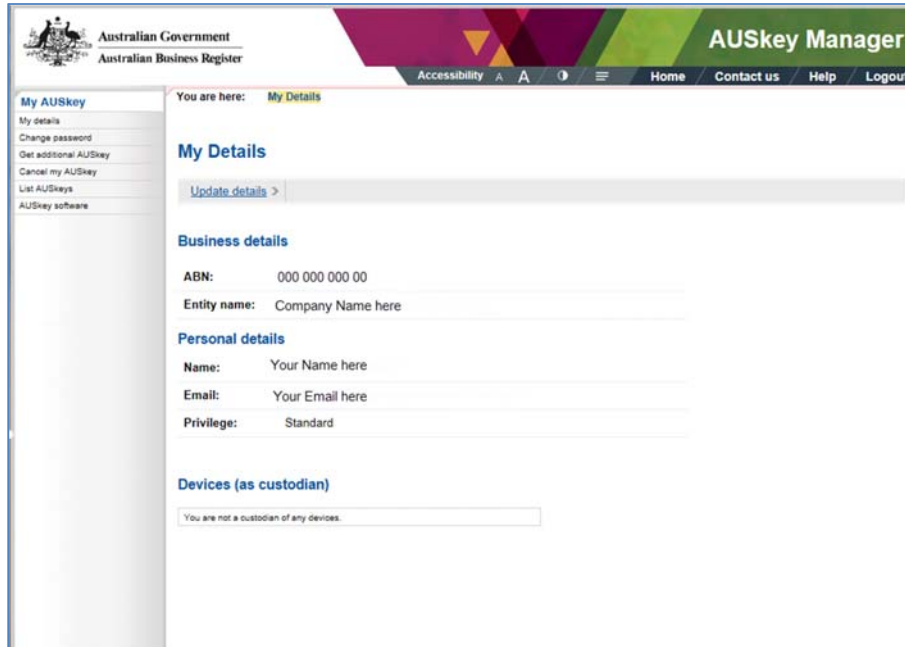 Australian Government
Australian Business Register
AUSkey Manager
Accessibility A A Home Contact us Help Logout
My AUSkey
My details
Change password
Get additional AUSkey
Cancel my AUSkey
List AUSkeys
AUSkey software
You are here: My Details
My Details
Update details >
Business details
ABN: 000 000 000 00
Entity name: Company Name here
Personal details
Name: Your Name here
Email: Your Email here
Privilege: Standard
Devices (as custodian)
You are not a custodian of any devices.